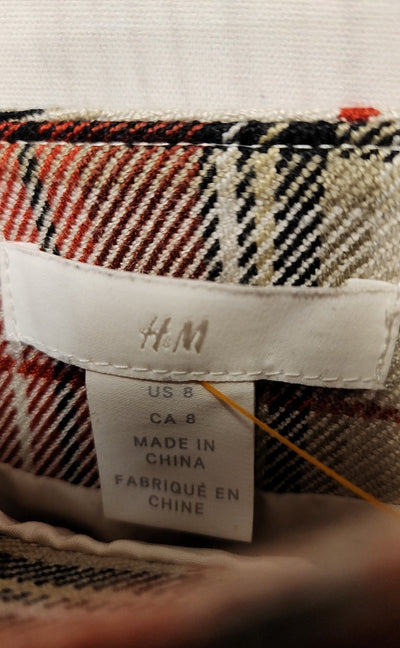 H&M
US 8
CA 8
MADE IN
CHINA
FABRIQUÉ EN
CHINE